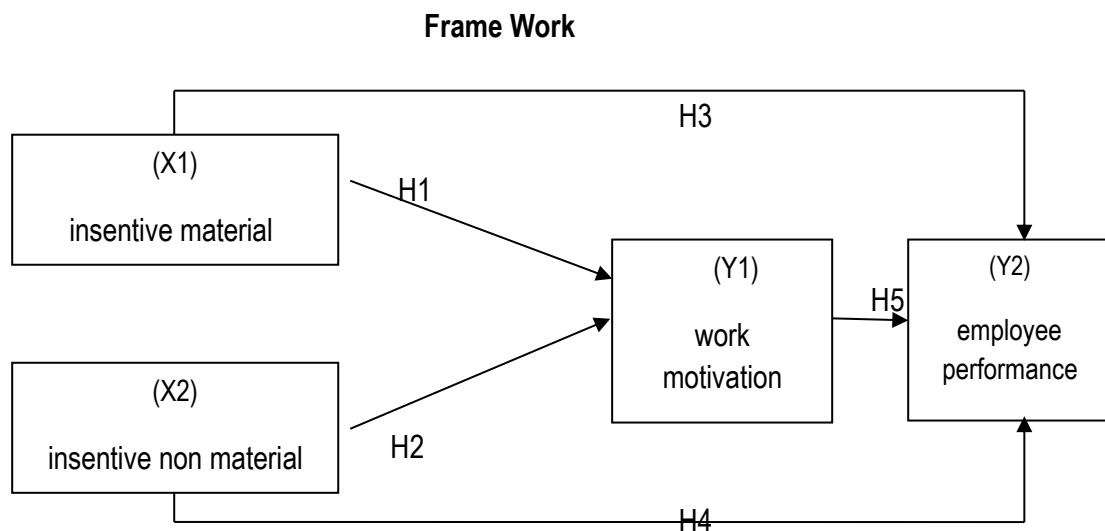 Frame Work
H3
(X1)
insentive material
H1
(Y1)
work
motivation
H5
(Y2)
employee
performance
(X2)
insentive non material
H2
H4